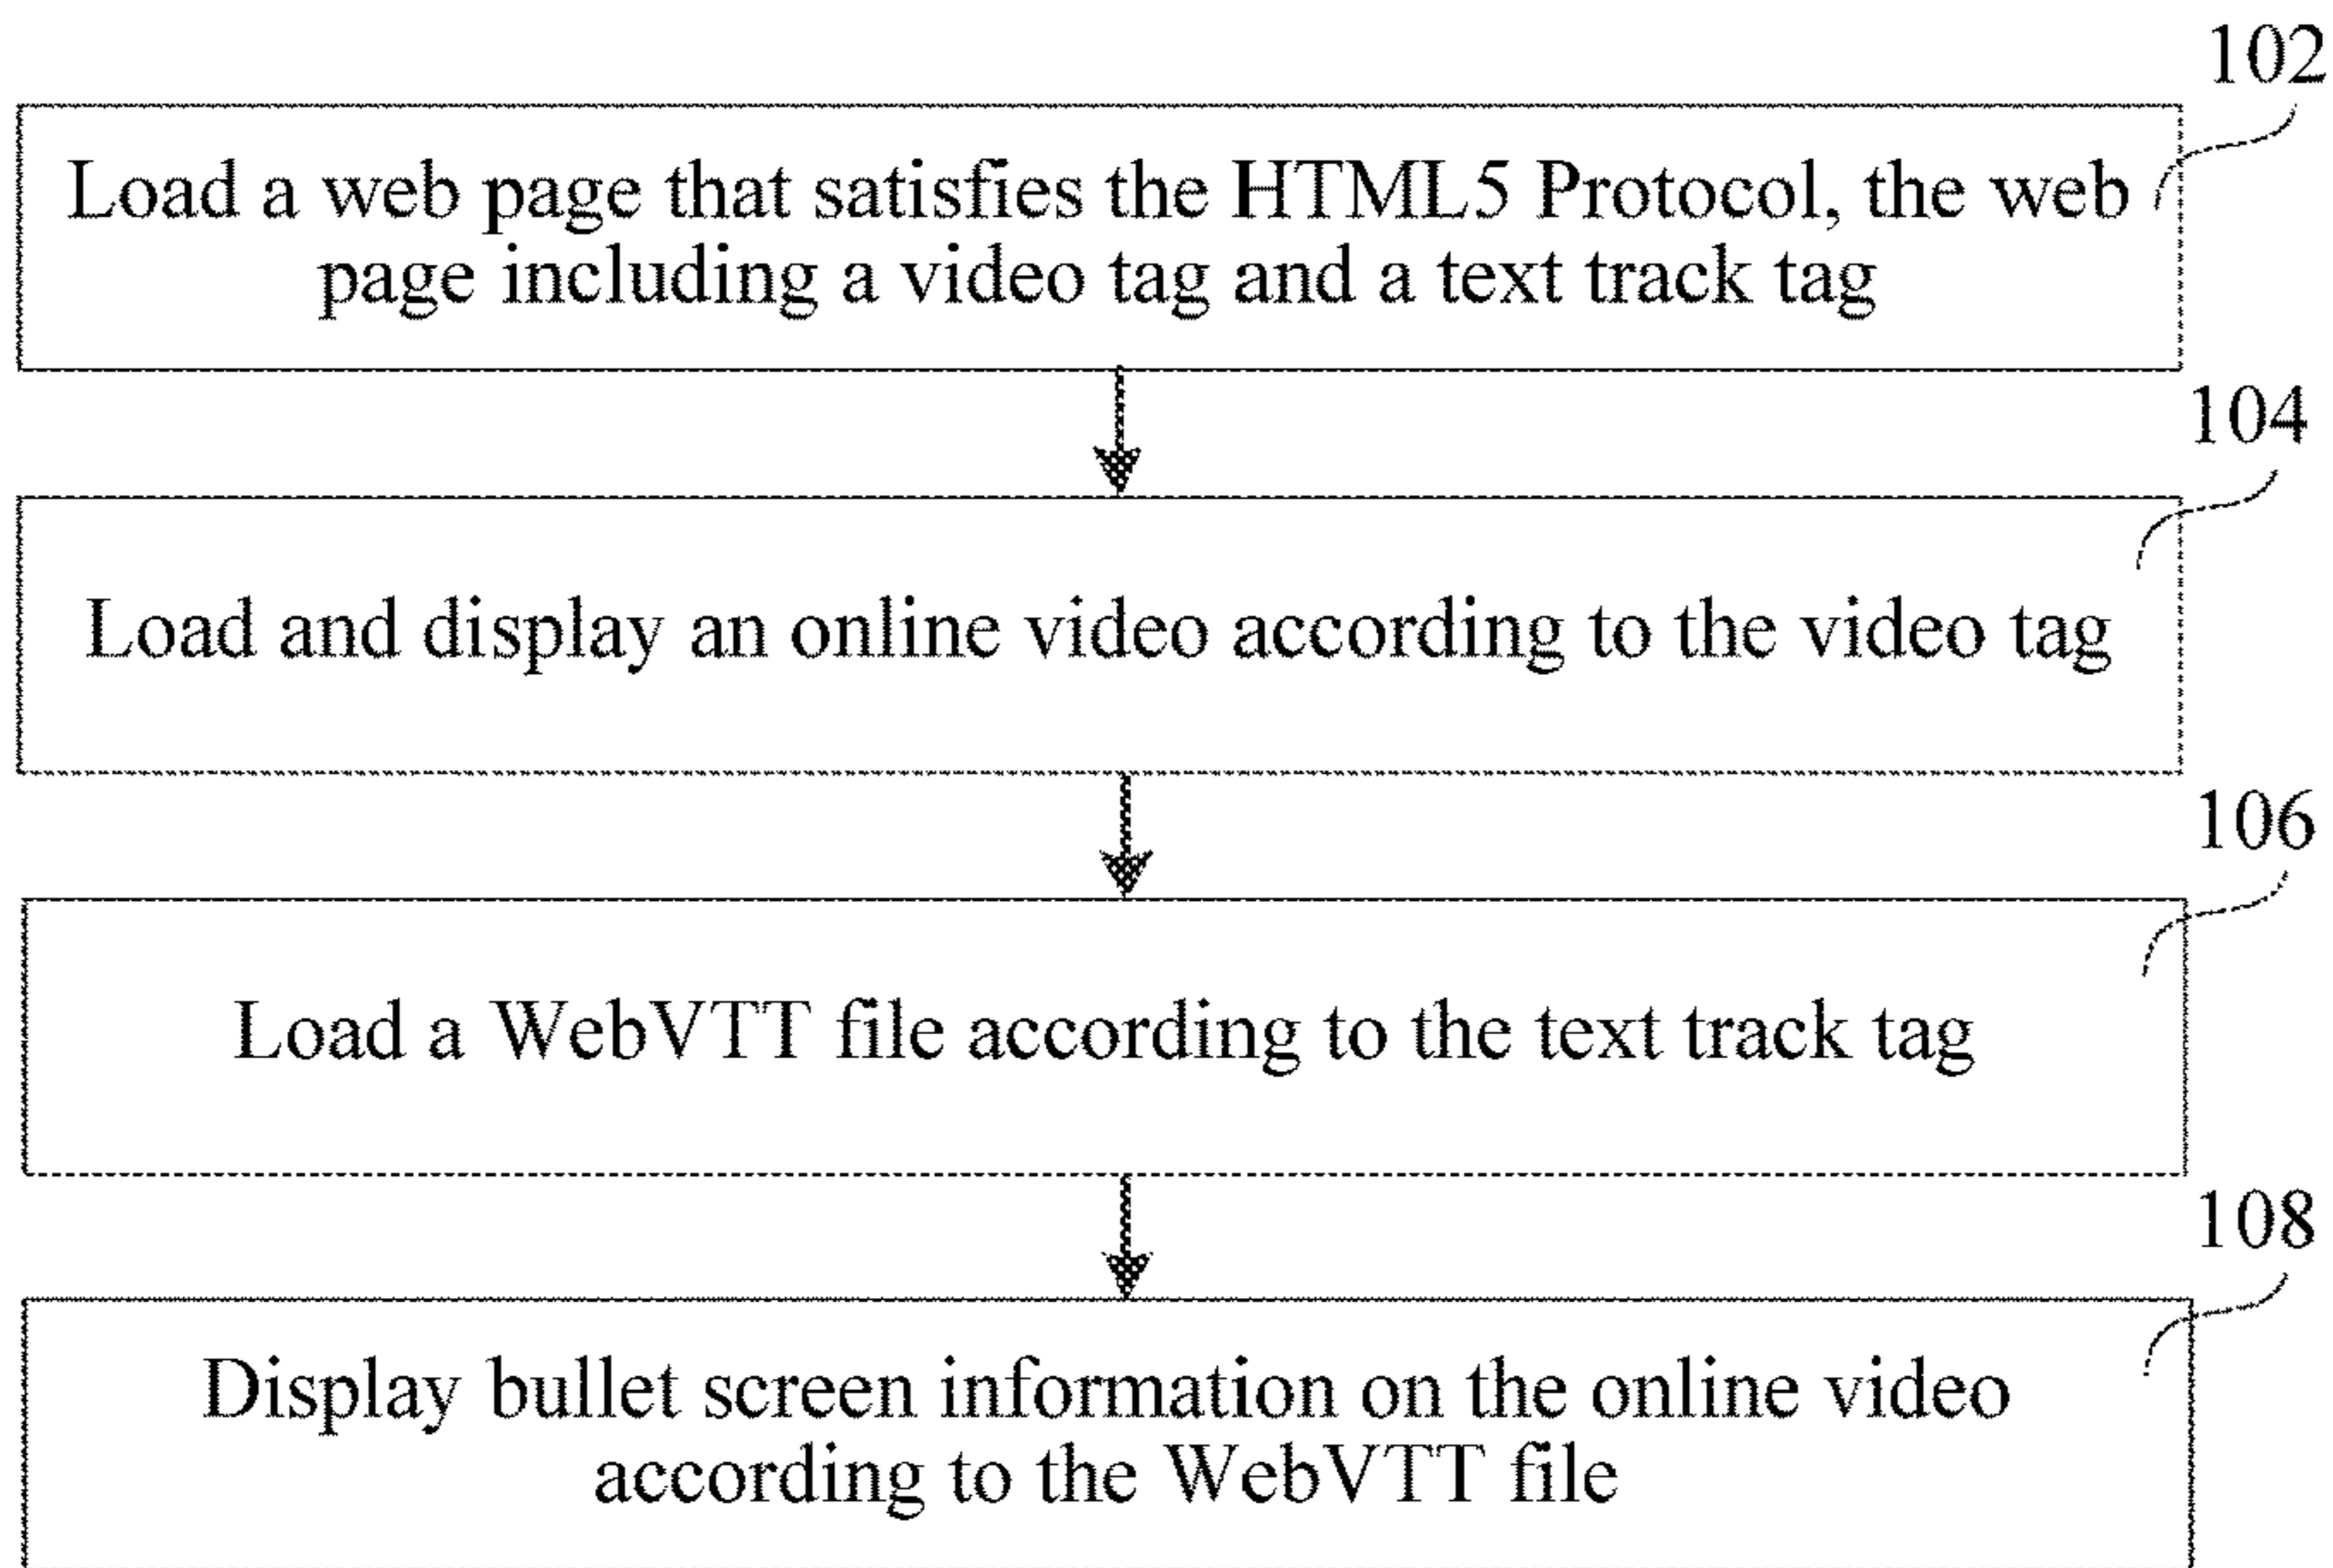 102
Load a web page that satisfies the HTML5 Protocol, the web
page including a video tag and a text track tag
104
Load and display an online video according to the video tag
106
Load a WebVTT file according to the text track tag
108
Display bullet screen information on the online video
according to the WebVTT file